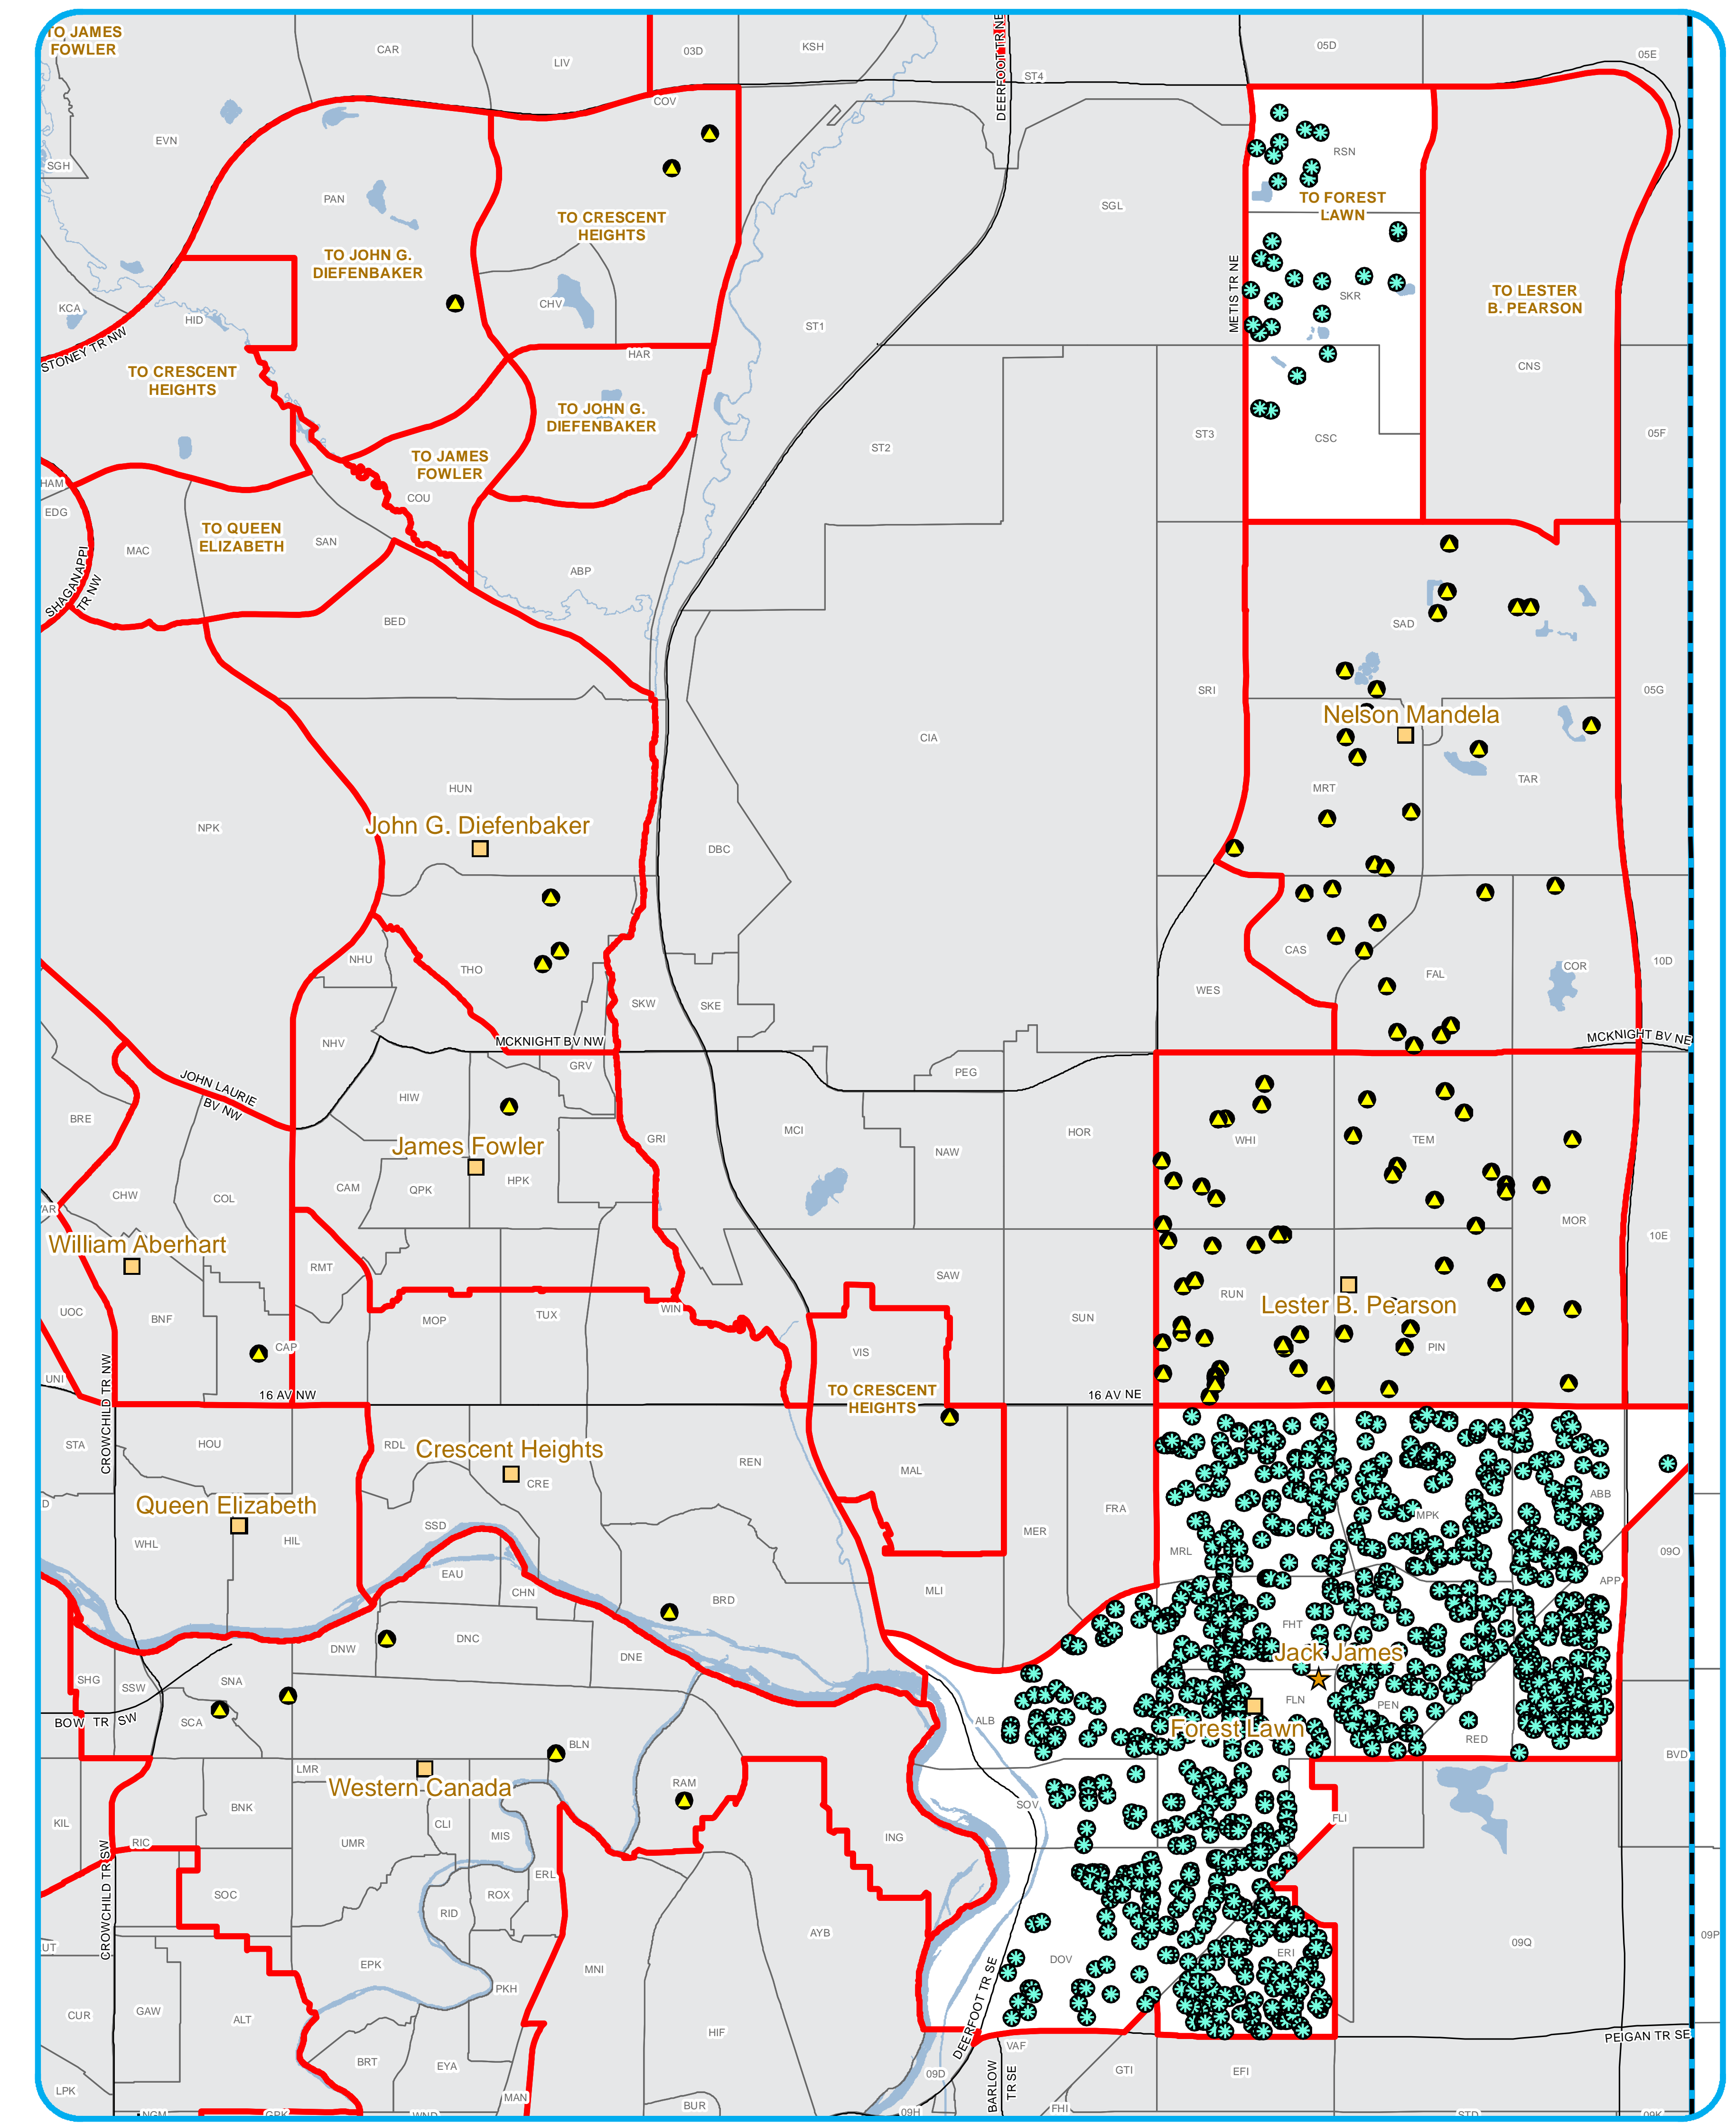 TO JAMES
FOWLER
CAR
LIV
03D
KSH
DEERFOOT TR NE
ST4
05D
05E
COV
EVN
SGH
RSN
PAN
TO FOREST
LAWN
SGL
TO CRESCENT
HEIGHTS
TO JOHN G.
DIEFENBAKER
METIS TR NE
KCA
HID
CHV
SKR
TO LESTER
B. PEARSON
ST1
STONEY TR NW
HAR
CNS
TO CRESCENT
HEIGHTS
TO JOHN G.
DIEFENBAKER
ST3
CSC
05F
ST2
TO JAMES
FOWLER
HAM
COU
EDG
MAC
TO QUEEN
ELIZABETH
SAN
SHAGANAPPI
TR NW
ABP
BED
SAD
SRI
05G
Nelson Mandela
CIA
TAR
HUN
MRT
NPK
John G. Diefenbaker
DBC
NHU
THO
CAS
FAL
COR
10D
WES
SKW
SKE
NHV
MCKNIGHT BV NW
MCKNIGHT BV NE
GRV
PEG
JOHN LAURIE
BV NW
HIW
BRE
MCI
HOR
WHI
TEM
James Fowler
GRI
NAW
CHW
COL
CAM
QPK
HPK
VAR
MOR
William Aberhart
10E
RMT
SAW
RUN
UOC
BNF
MOP
TUX
WIN
SUN
Lester B. Pearson
CAP
VIS
PIN
UNI
CROWCHILD TR NW
16 AV NW
TO CRESCENT
HEIGHTS
16 AV NE
STA
HOU
RDL
Crescent Heights
CRE
REN
MAL
Queen Elizabeth
FRA
ABB
MPK
SSD
MER
WHL
HIL
MRL
09O
EAU
APP
CHN
BRD
MLI
FHT
DNW
DNC
DNE
Jack James
SHG
SSW
SNA
FLN
PEN
BOW TR SW
SCA
ALB
Forest Lawn
RED
BLN
BVD
LMR
Western Canada
RAM
SOV
KIL
BNK
CLI
MIS
FLI
RIC
UMR
ING
ERL
SOC
ROX
RID
CROWCHILD TR SW
AYB
09P
09Q
EPK
MNI
DOV
ERI
PKH
GAW
CUR
ALT
HIF
DEERFOOT TR SE
PEIGAN TR SE
VAF
BRT
EYA
09D
BARLOW
TR SE
GTI
EFI
LPK
MAN
BUR
09H
FHI